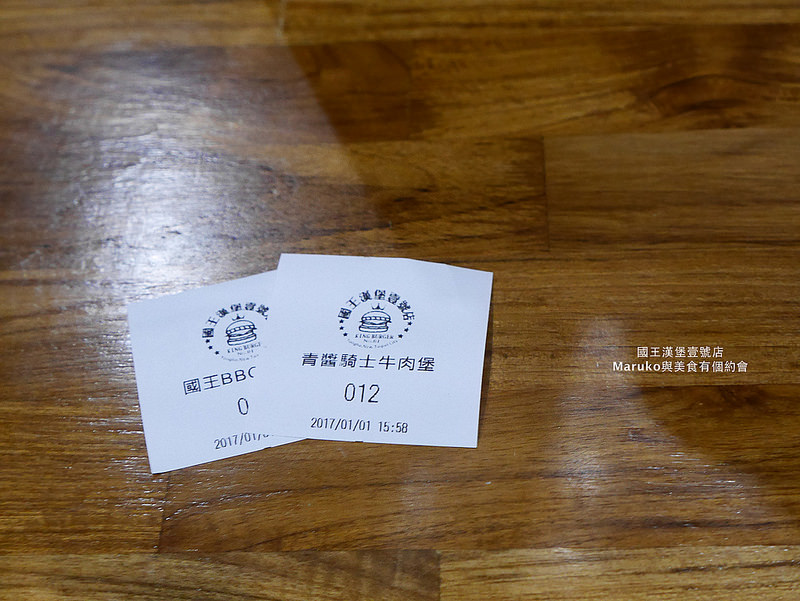 國王漢堡壹號店
KING BURGER
國王BB
0
2017/01/0
國王漢堡壹號店
KING BURGER
No.01
青醬騎士牛肉堡
012
2017/01/01 15:58
國王漢堡壹號店
Maruko與美食有個約會